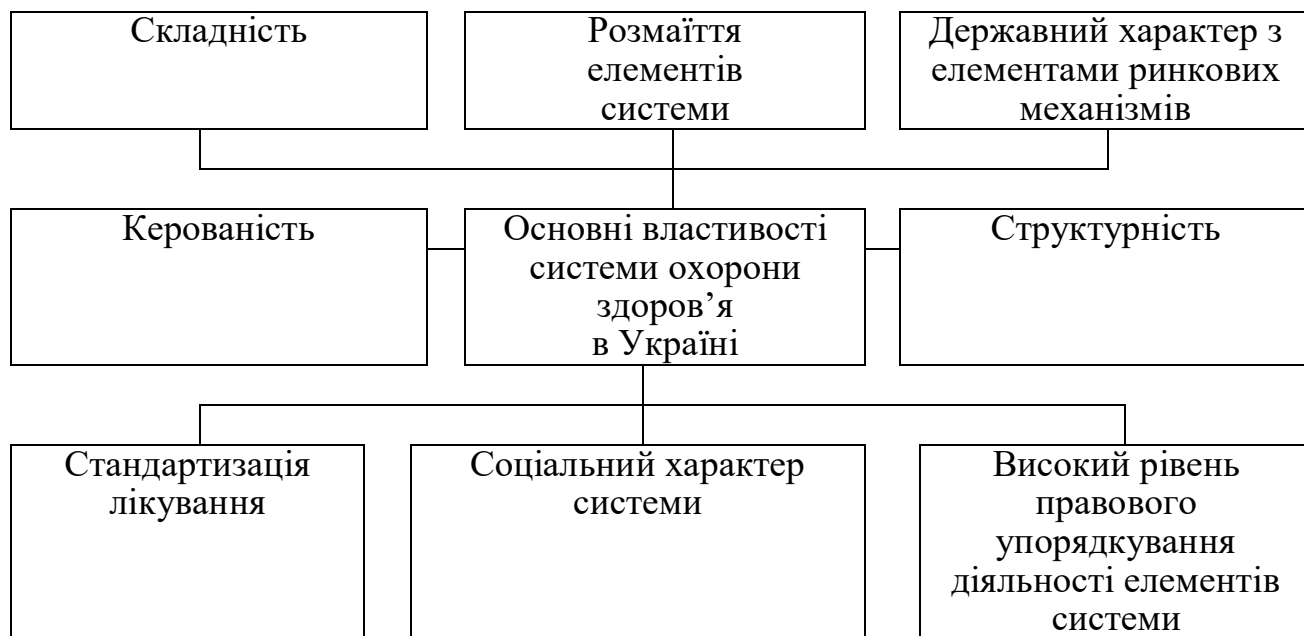 Складність
Розмаїття
елементів
системи
Державний характер з
елементами ринкових
механізмів
Керованість
Основні властивості
системи охорони
здоров’я
в Україні
Структурність
Стандартизація
лікування
Соціальний характер
системи
Високий рівень
правового
упорядкування
діяльності елементів
системи